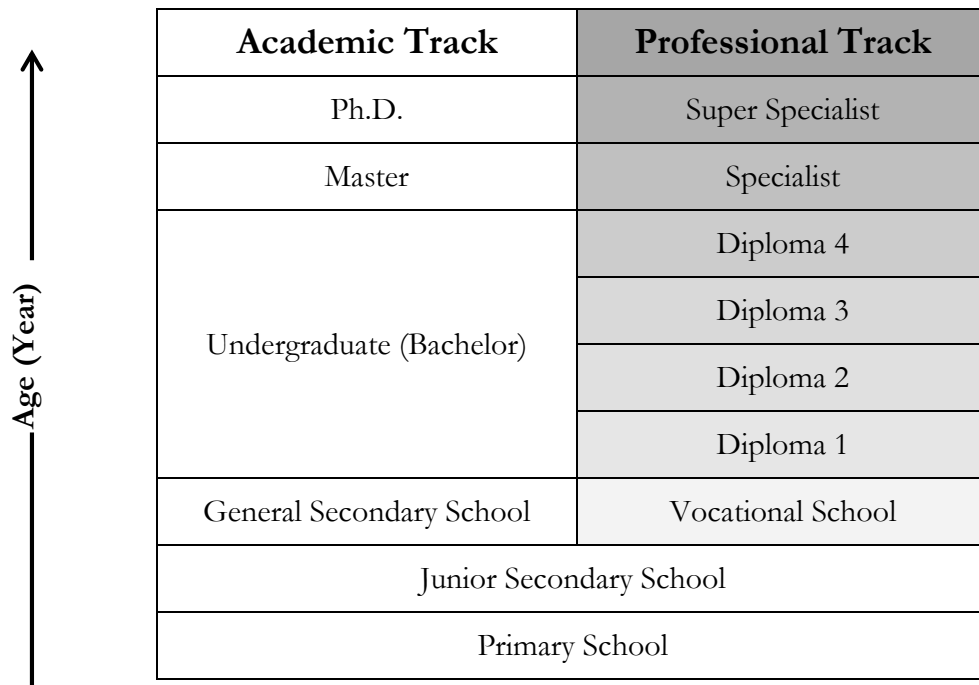 Age (Year)
Academic Track
Professional Track
Ph.D.
Super Specialist
Master
Specialist
Undergraduate (Bachelor)
Diploma 4
Diploma 3
Diploma 2
Diploma 1
General Secondary School
Vocational School
Junior Secondary School
Primary School